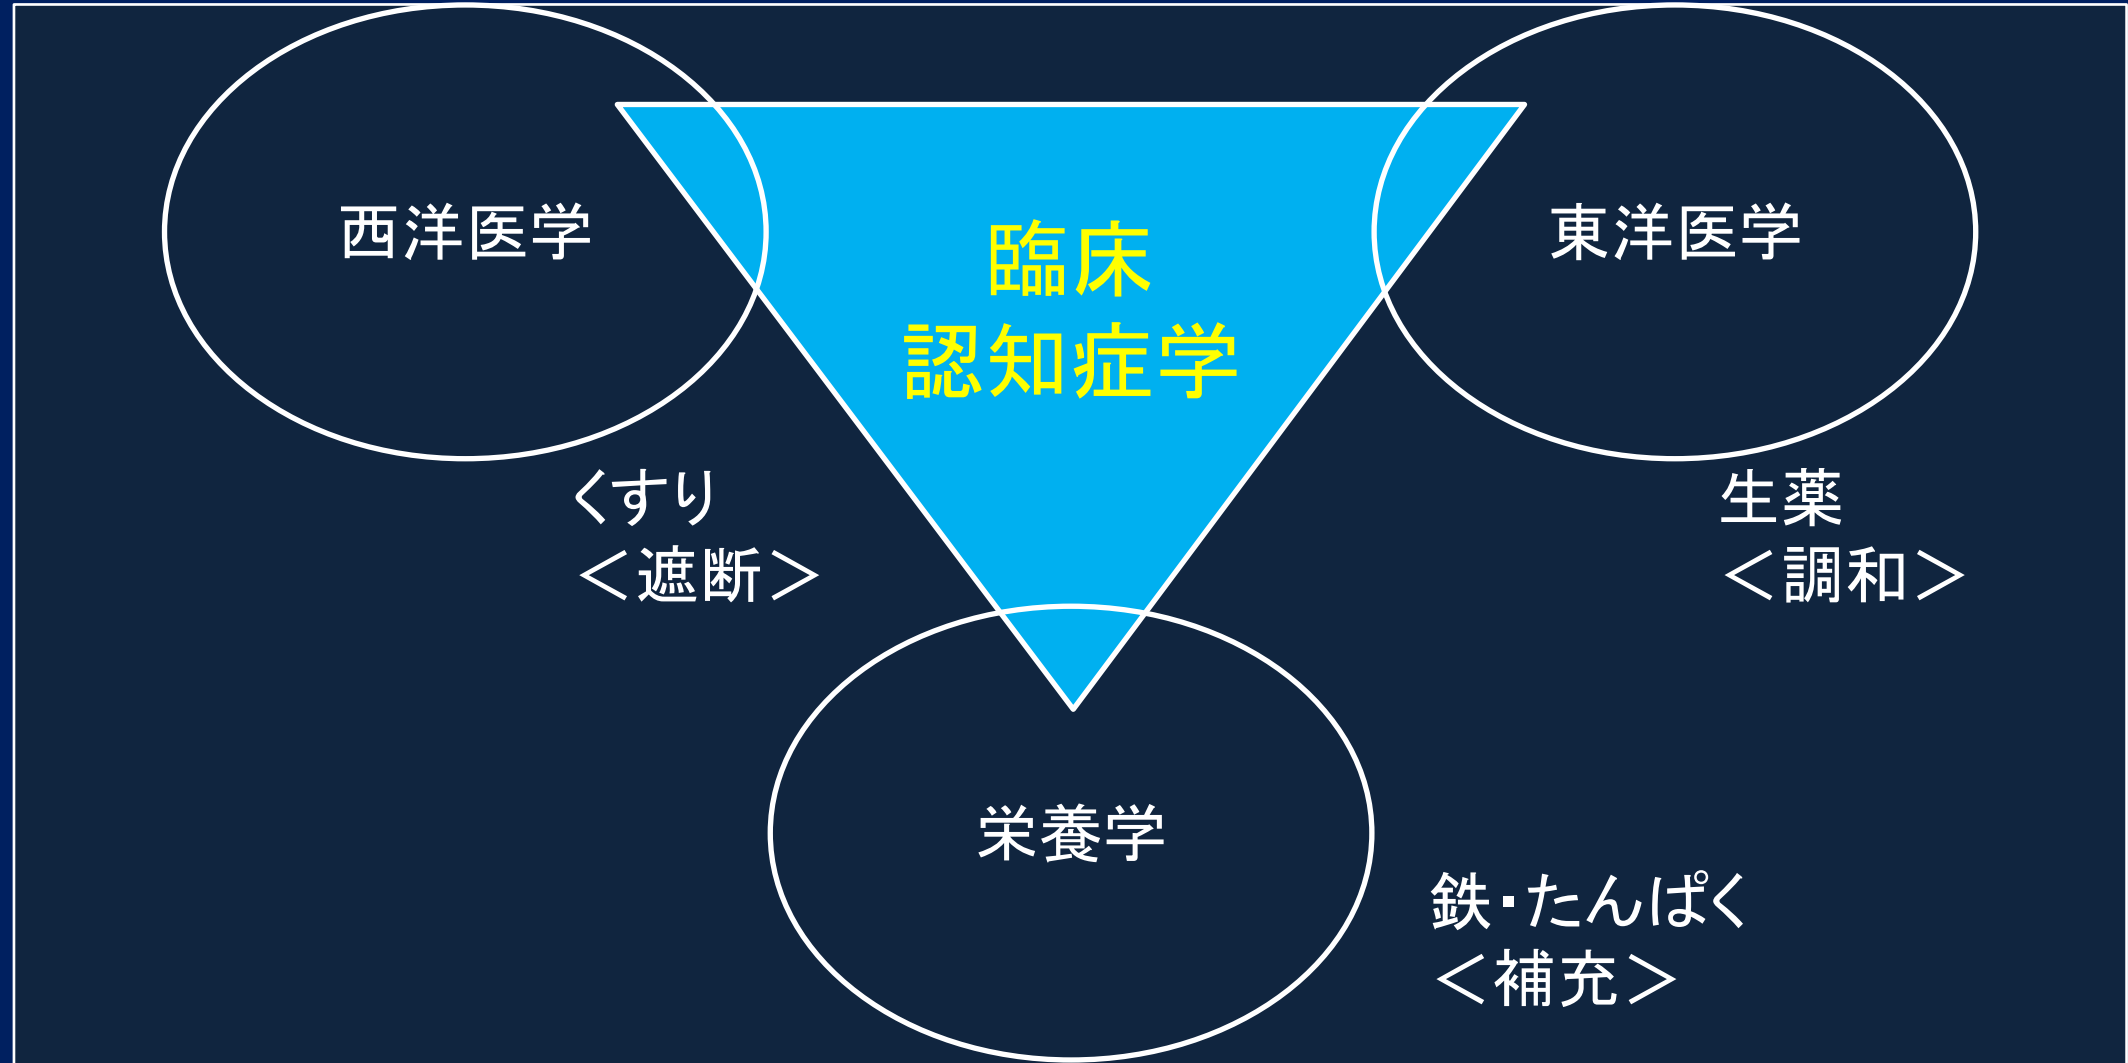 西洋医学
臨床
認知症学
東洋医学
くすり
＜遮断＞
生薬
＜調和＞
栄養学
鉄・たんぱく
＜補充＞